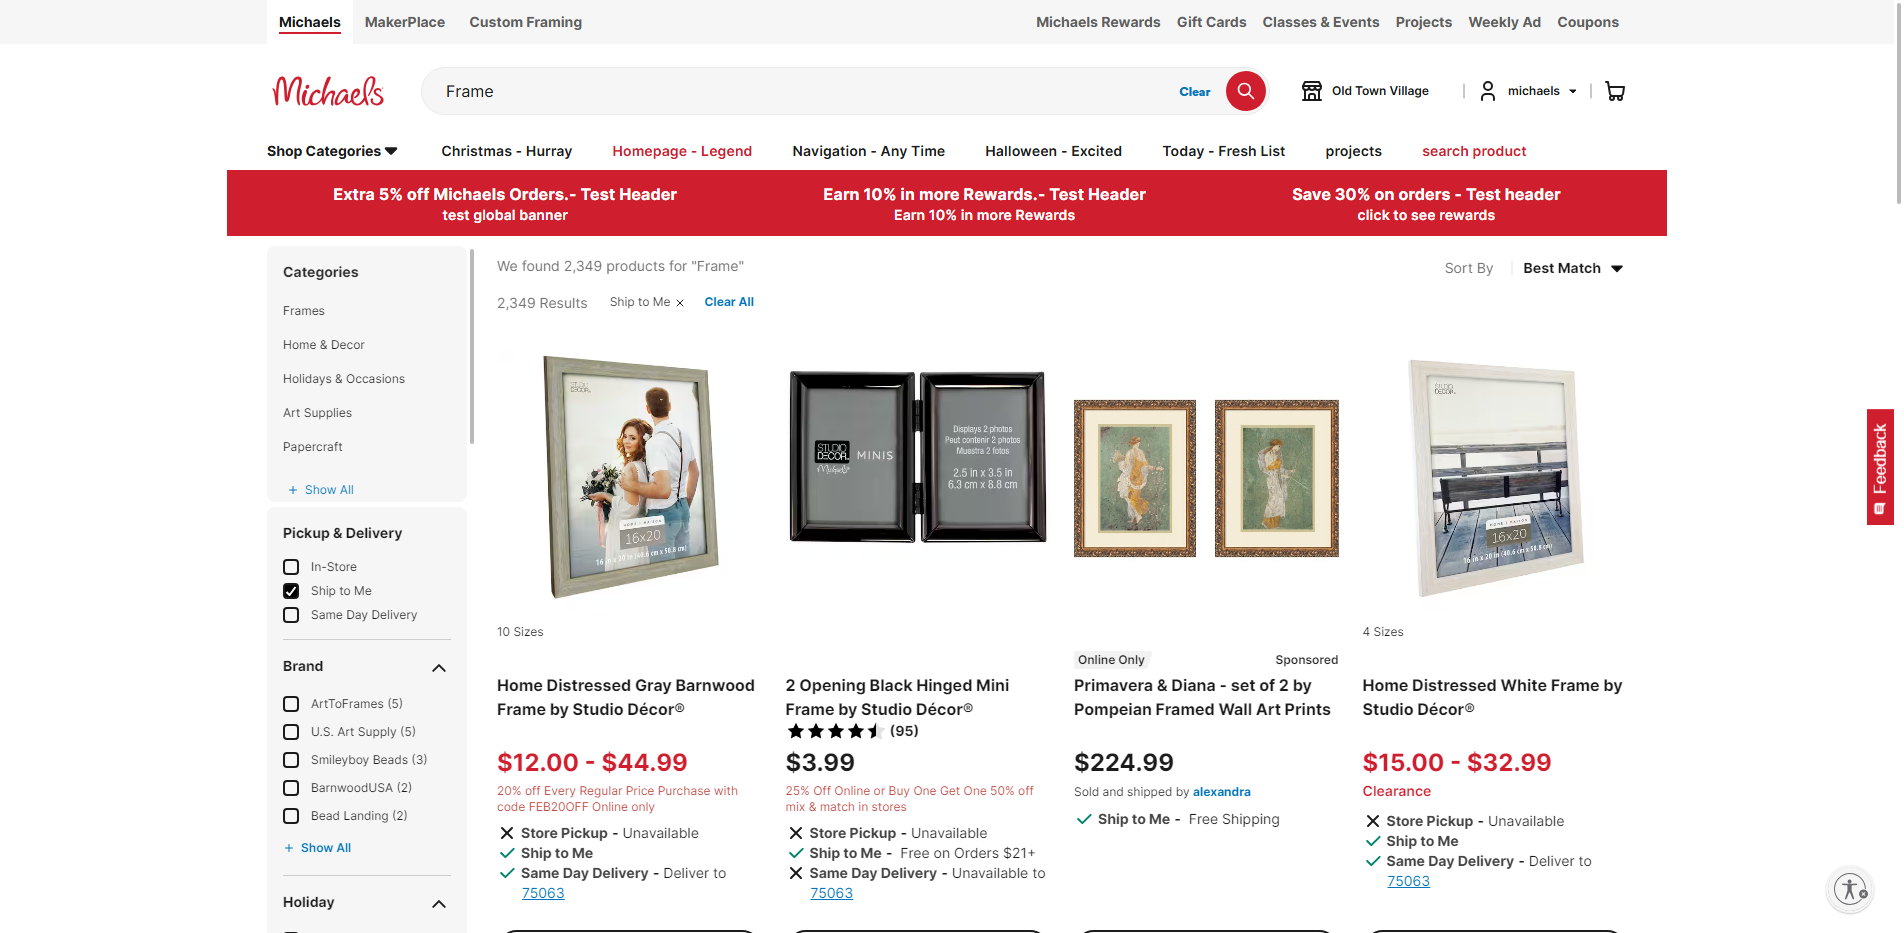 Michaels MakerPlace Custom Framing
Michaels Rewards Gift Cards Classes & Events Projects Weekly Ad Coupons
Michaels
Frame
Clear
Old Town Village
michaels
Shop Categories Christmas - Hurray Homepage - Legend Navigation - Any Time Halloween - Excited Today - Fresh List projects search product
Extra 5% off Michaels Orders.- Test Header
test global banner
Earn 10% in more Rewards.- Test Header
Earn 10% in more Rewards
Save 30% on orders - Test header
click to see rewards
Categories
Frames
Home & Decor
Holidays & Occasions
Art Supplies
Papercraft
+ Show All
Pickup & Delivery
In-Store
Ship to Me
Same Day Delivery
Brand
ArtToFrames (5)
U.S. Art Supply (5)
Smileyboy Beads (3)
BarnwoodUSA (2)
Bead Landing (2)
+ Show All
Holiday
We found 2,349 products for "Frame"
Sort By Best Match
2,349 Results Ship to Me × Clear All
STUDIO
DECOR
HOME | MAISON
16x20
16 in x 20 in (40.6 cm x 50.8 cm)
10 Sizes
Home Distressed Gray Barnwood
Frame by Studio Décor®
$12.00 - $44.99
20% off Every Regular Price Purchase with
code FEB20OFF Online only
Store Pickup - Unavailable
Ship to Me
Same Day Delivery - Deliver to
75063
STUDIO
DECOR
Michaels
MINIS
Displays 2 photos
Peut contenir 2 photos
Muestra 2 fotos
2.5 in x 3.5 in
6.3 cm x 8.8 cm
2 Opening Black Hinged Mini
Frame by Studio Décor®
(95)
$3.99
25% Off Online or Buy One Get One 50% off
mix & match in stores
Store Pickup - Unavailable
Ship to Me - Free on Orders $21+
Same Day Delivery - Unavailable to
75063
Online Only
Sponsored
Primavera & Diana - set of 2 by
Pompeian Framed Wall Art Prints
$224.99
Sold and shipped by alexandra
Ship to Me - Free Shipping
STUDIO
DECOR
HOME | MAISON
16x20
16 in x 20 in (40.6 cm x 50.8 cm)
4 Sizes
Home Distressed White Frame by
Studio Décor®
$15.00 - $32.99
Clearance
Store Pickup - Unavailable
Ship to Me
Same Day Delivery - Deliver to
75063
Feedback